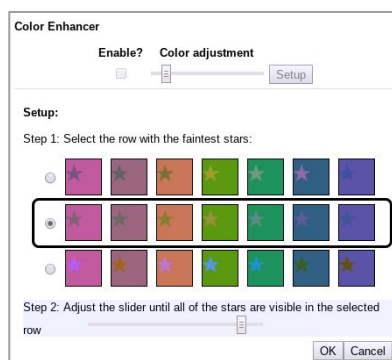 Color Enhancer
Enable? Color adjustment
Setup
Setup:
Step 1: Select the row with the faintest stars:
Step 2: Adjust the slider until all of the stars are visible in the selected
row
OK Cancel